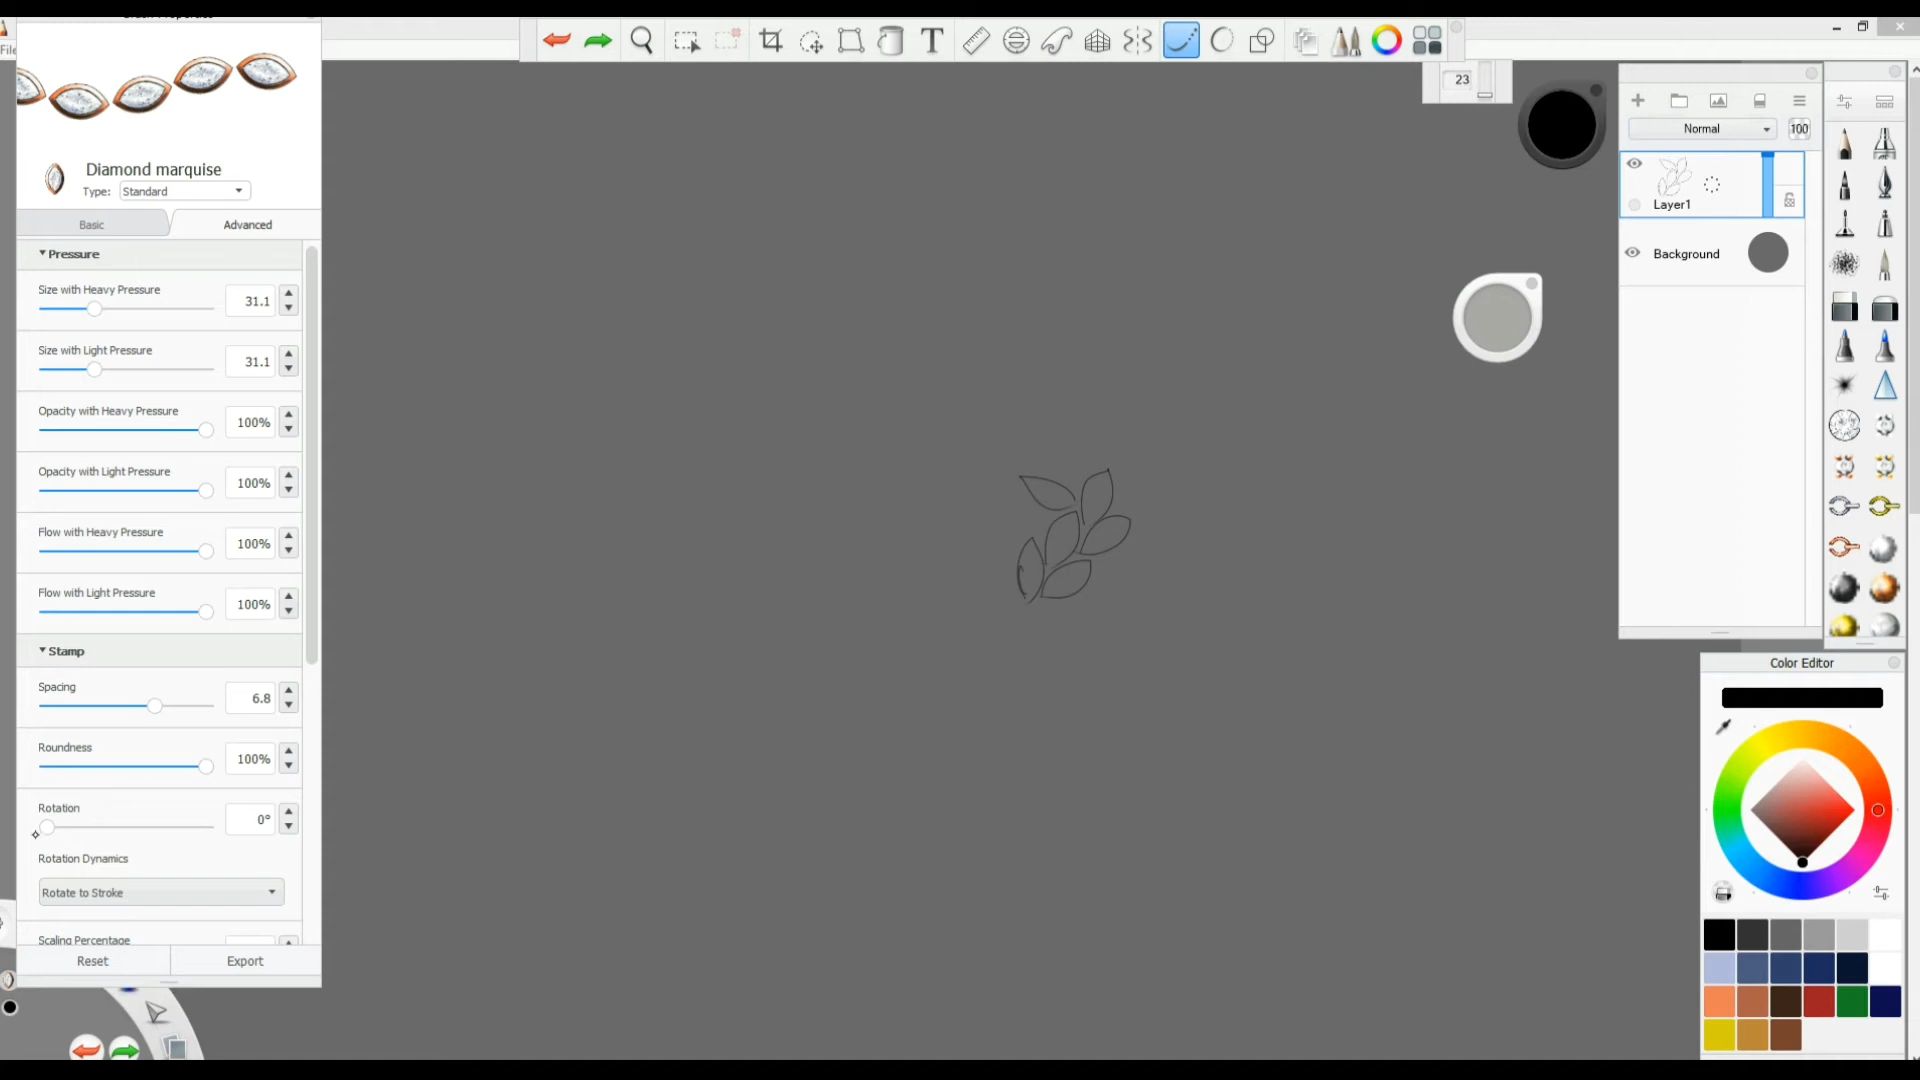 Brush Properties
File
23
Normal
100
Diamond marquise
Type: Standard
Layer1
Basic
Advanced
Background
Pressure
Size with Heavy Pressure
31.1
Size with Light Pressure
31.1
Opacity with Heavy Pressure
100%
Opacity with Light Pressure
100%
Flow with Heavy Pressure
100%
Flow with Light Pressure
100%
Stamp
Color Editor
Spacing
6.8
Roundness
100%
Rotation
0°
Rotation Dynamics
Rotate to Stroke
Scaling Percentage
Reset
Export